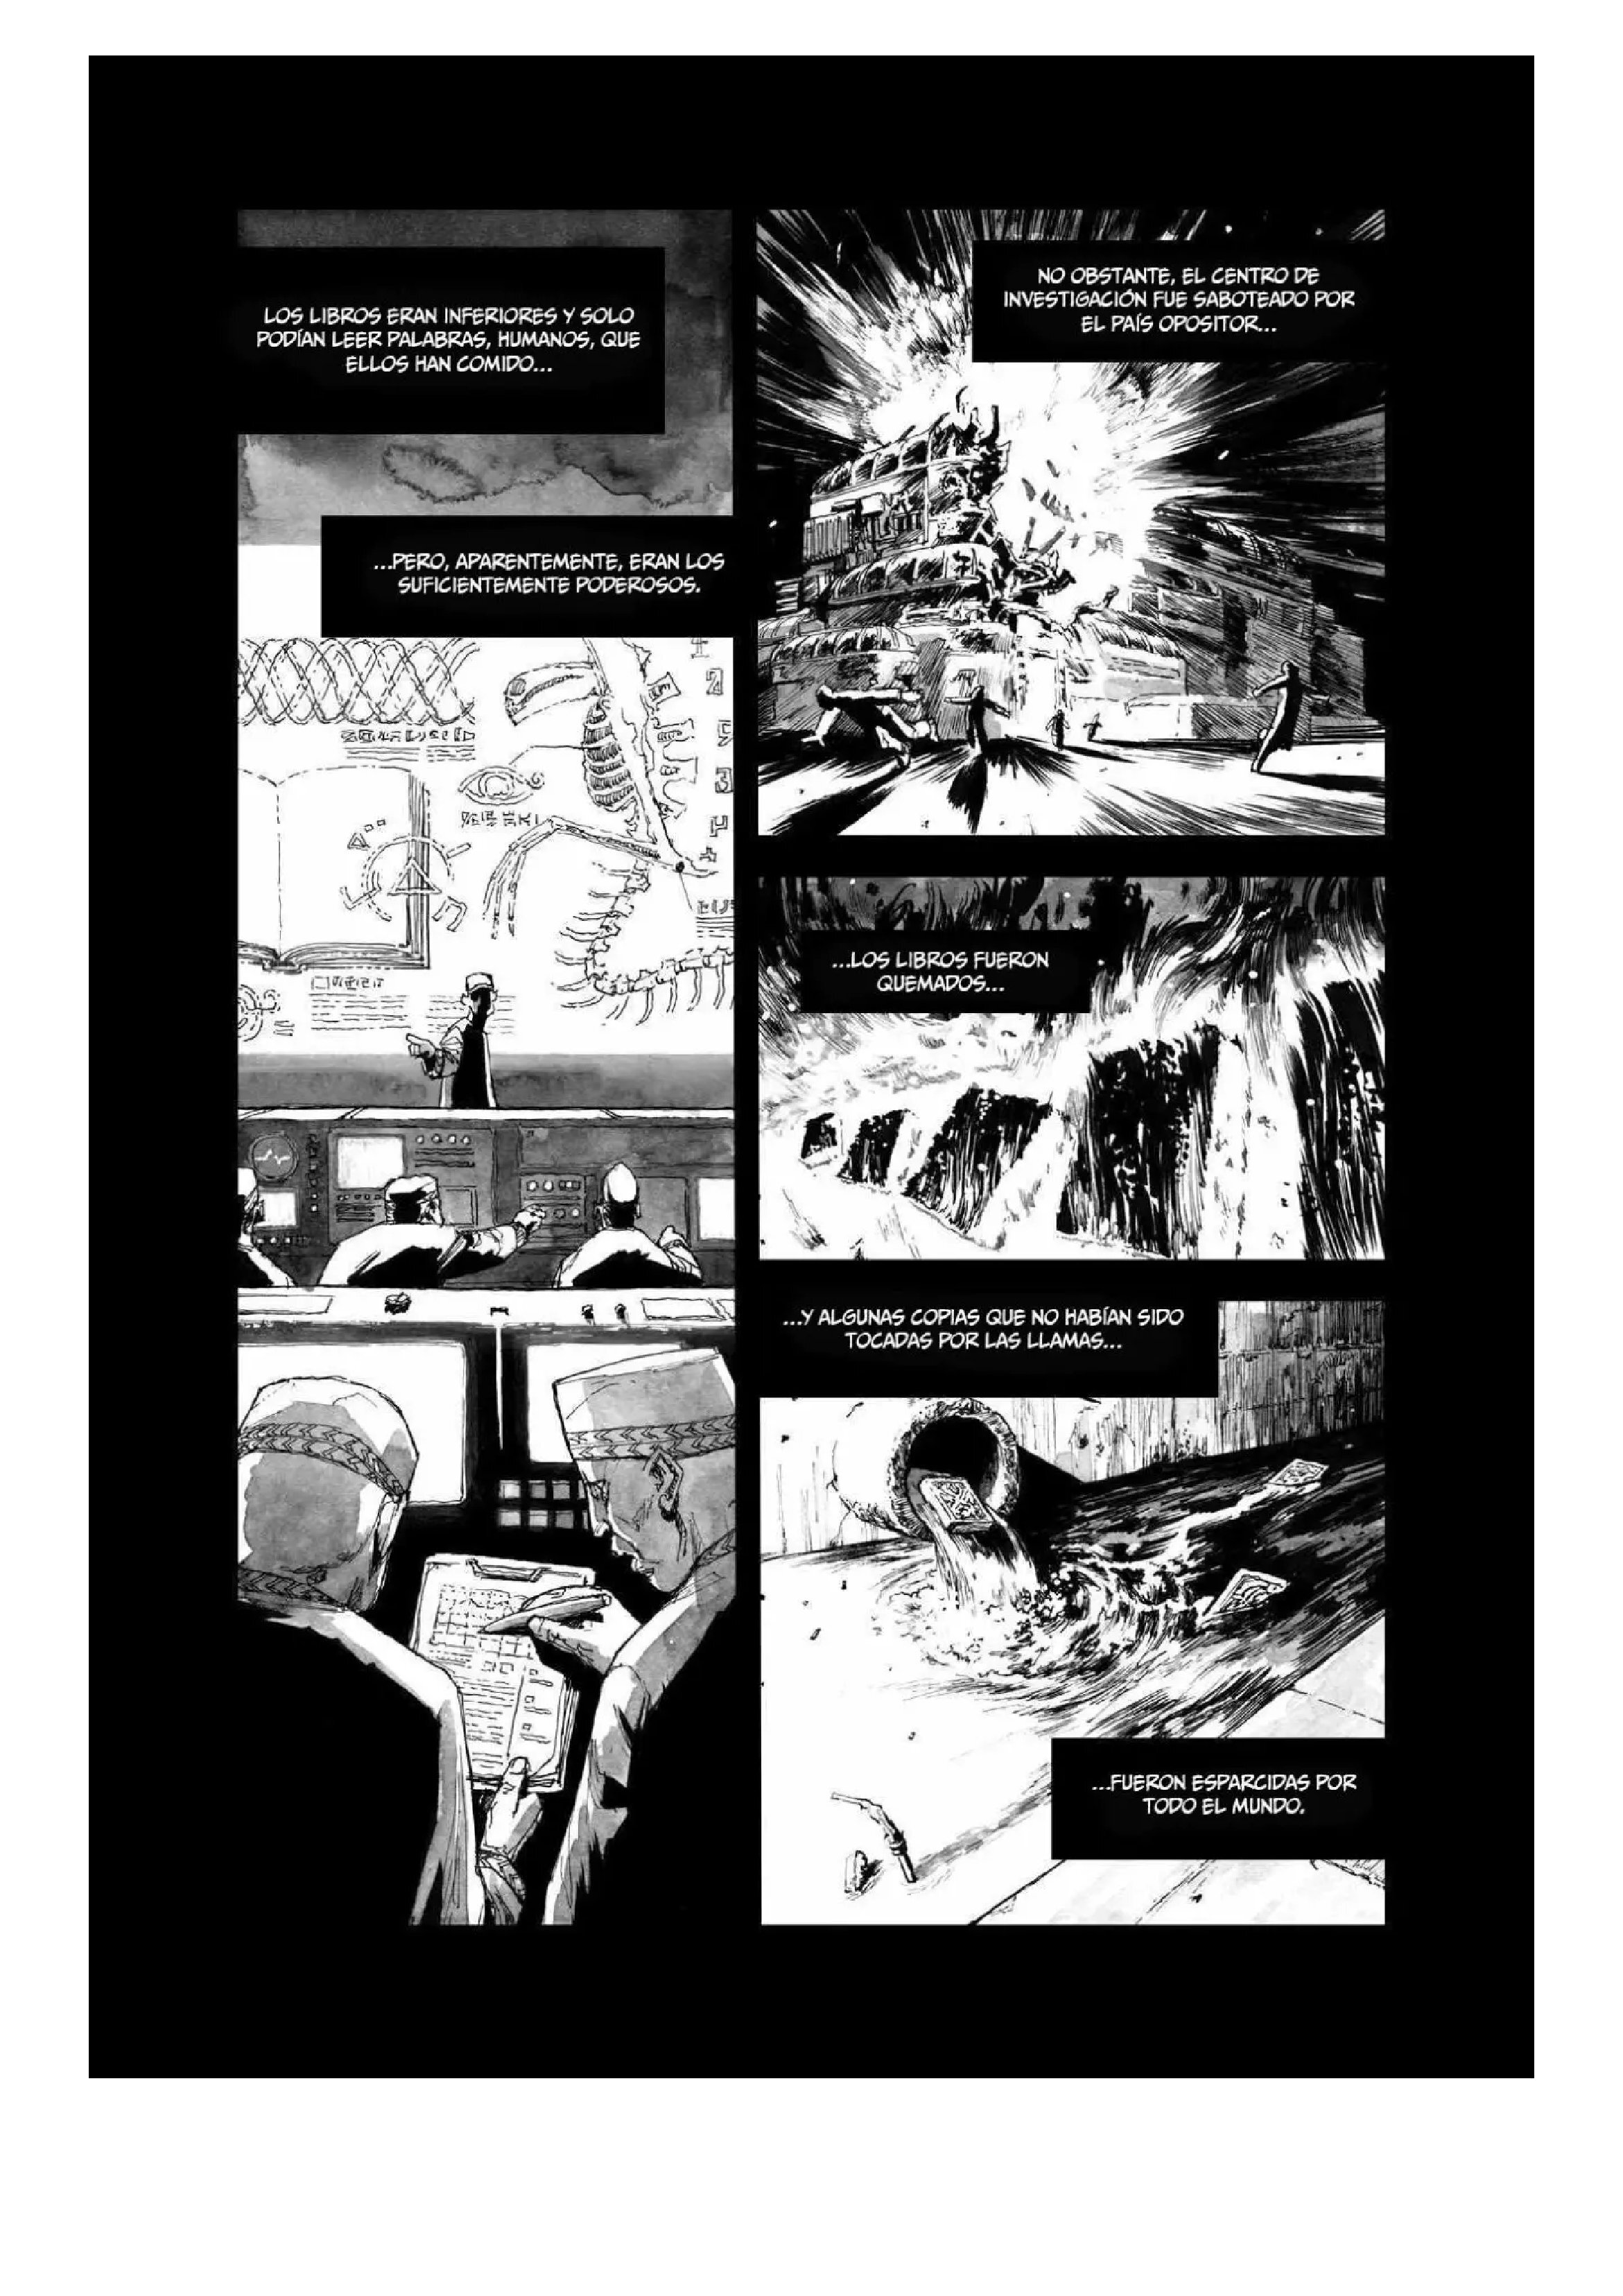 LOS LIBROS ERAN INFERIORES Y SOLO
PODÍAN LEER PALABRAS, HUMANOS, QUE
ELLOS HAN COMIDO...
...PERO, APARENTEMENTE, ERAN LOS
SUFICIENTEMENTE PODEROSOS.
NO OBSTANTE, EL CENTRO DE
INVESTIGACIÓN FUE SABOTEADO POR
EL PAÍS OPOSITOR...
...LOS LIBROS FUERON
QUEMADOS...
...Y ALGUNAS COPIAS QUE NO HABÍAN SIDO
TOCADAS POR LAS LLAMAS...
...FUERON ESPARCIDAS POR
TODO EL MUNDO.